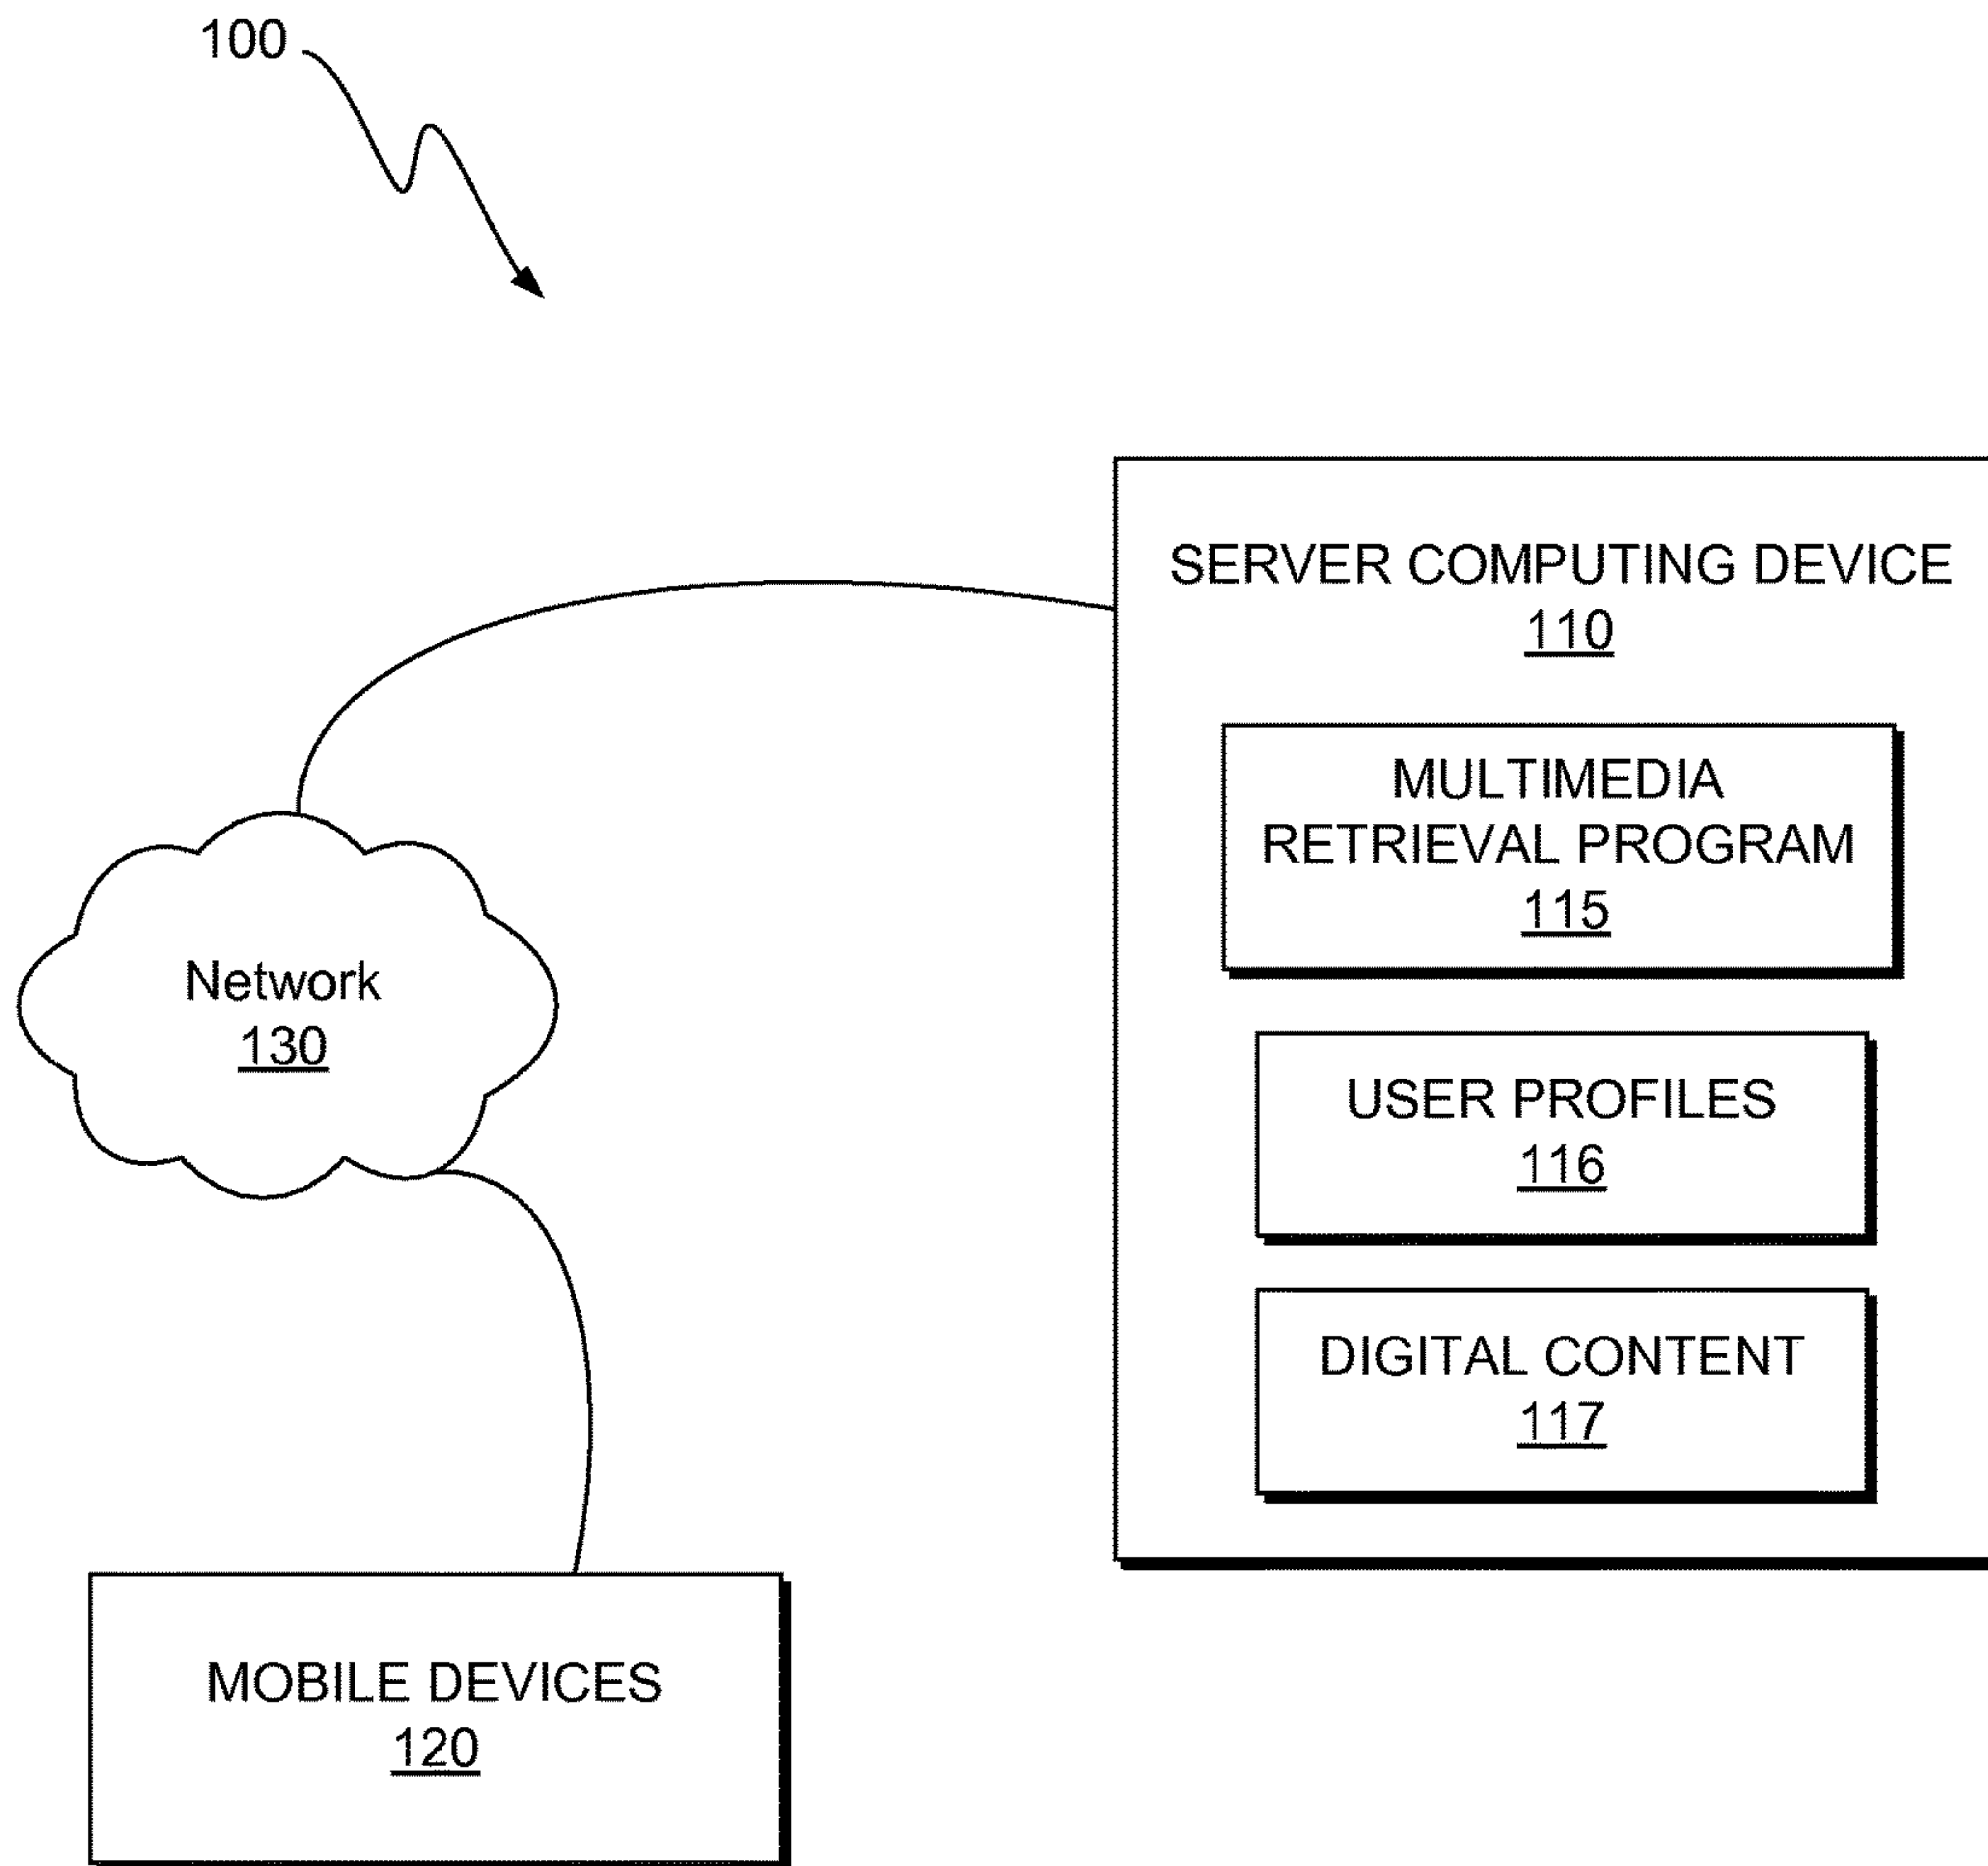 100
SERVER COMPUTING DEVICE
110
MULTIMEDIA
RETRIEVAL PROGRAM
115
USER PROFILES
116
DIGITAL CONTENT
117
Network
130
MOBILE DEVICES
120